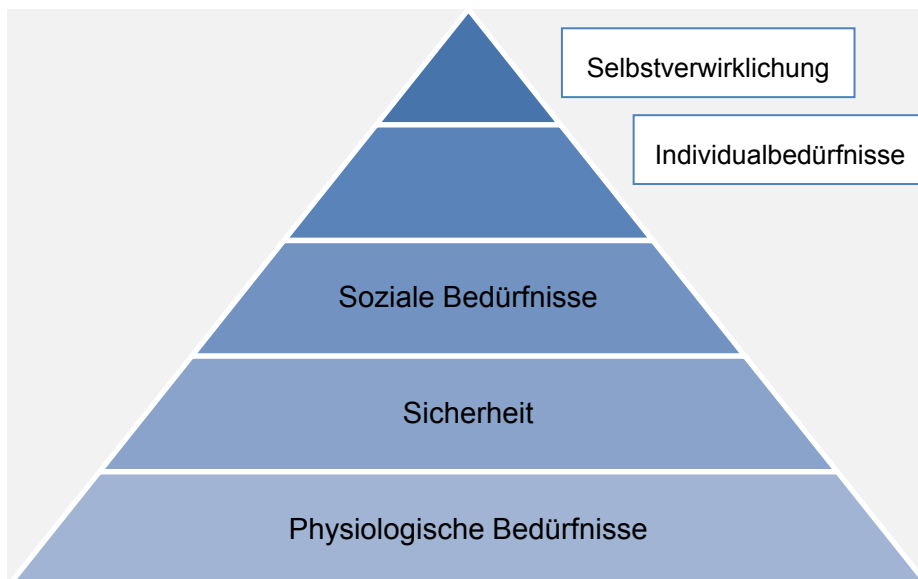 Selbstverwirklichung
Individualbedürfnisse
Soziale Bedürfnisse
Sicherheit
Physiologische Bedürfnisse